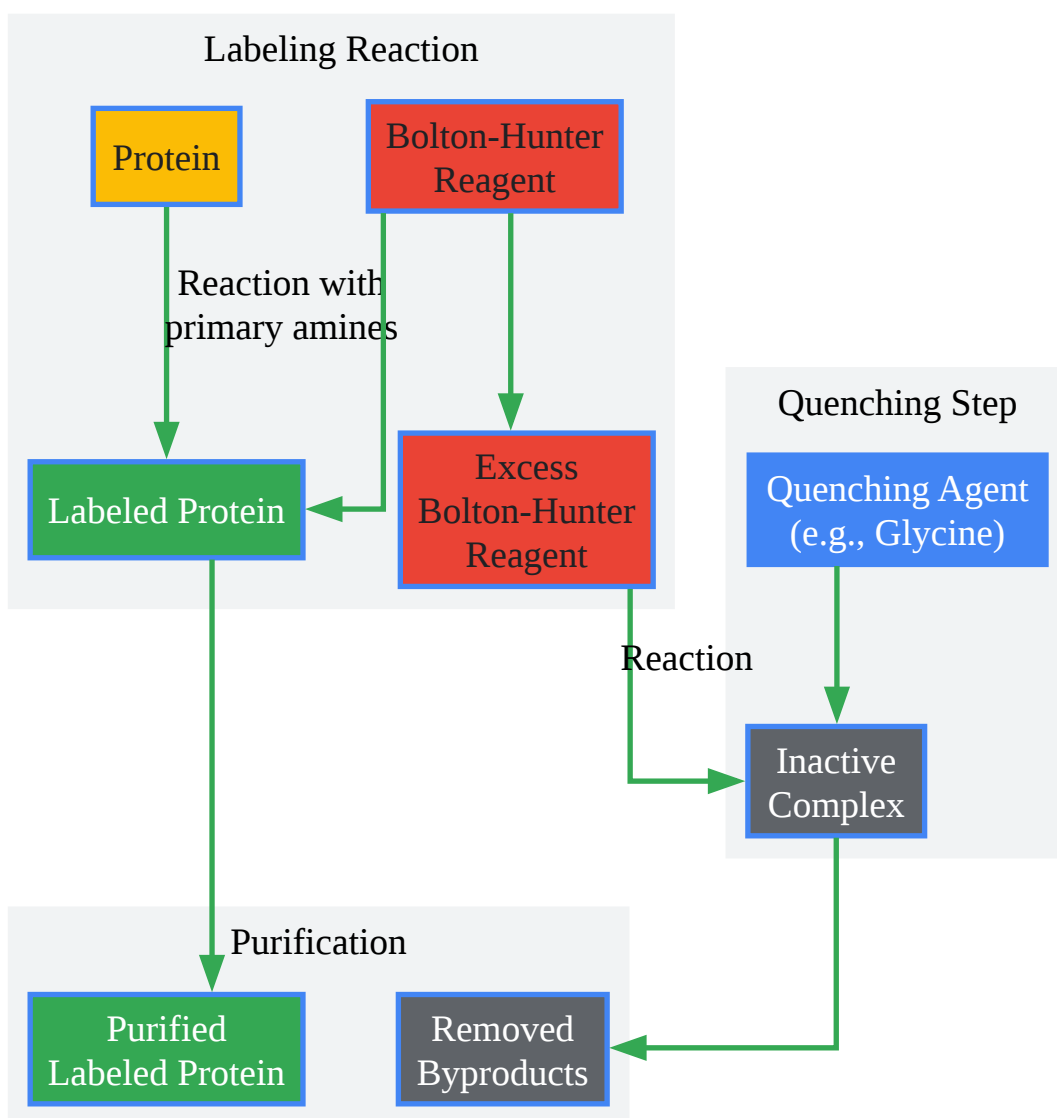 Labeling Reaction
Protein
Bolton-Hunter
Reagent
Reaction with
primary amines
Labeled Protein
Excess
Bolton-Hunter
Reagent
Quenching Step
Quenching Agent
(e.g., Glycine)
Reaction
Inactive
Complex
Purification
Purified
Labeled Protein
Removed
Byproducts